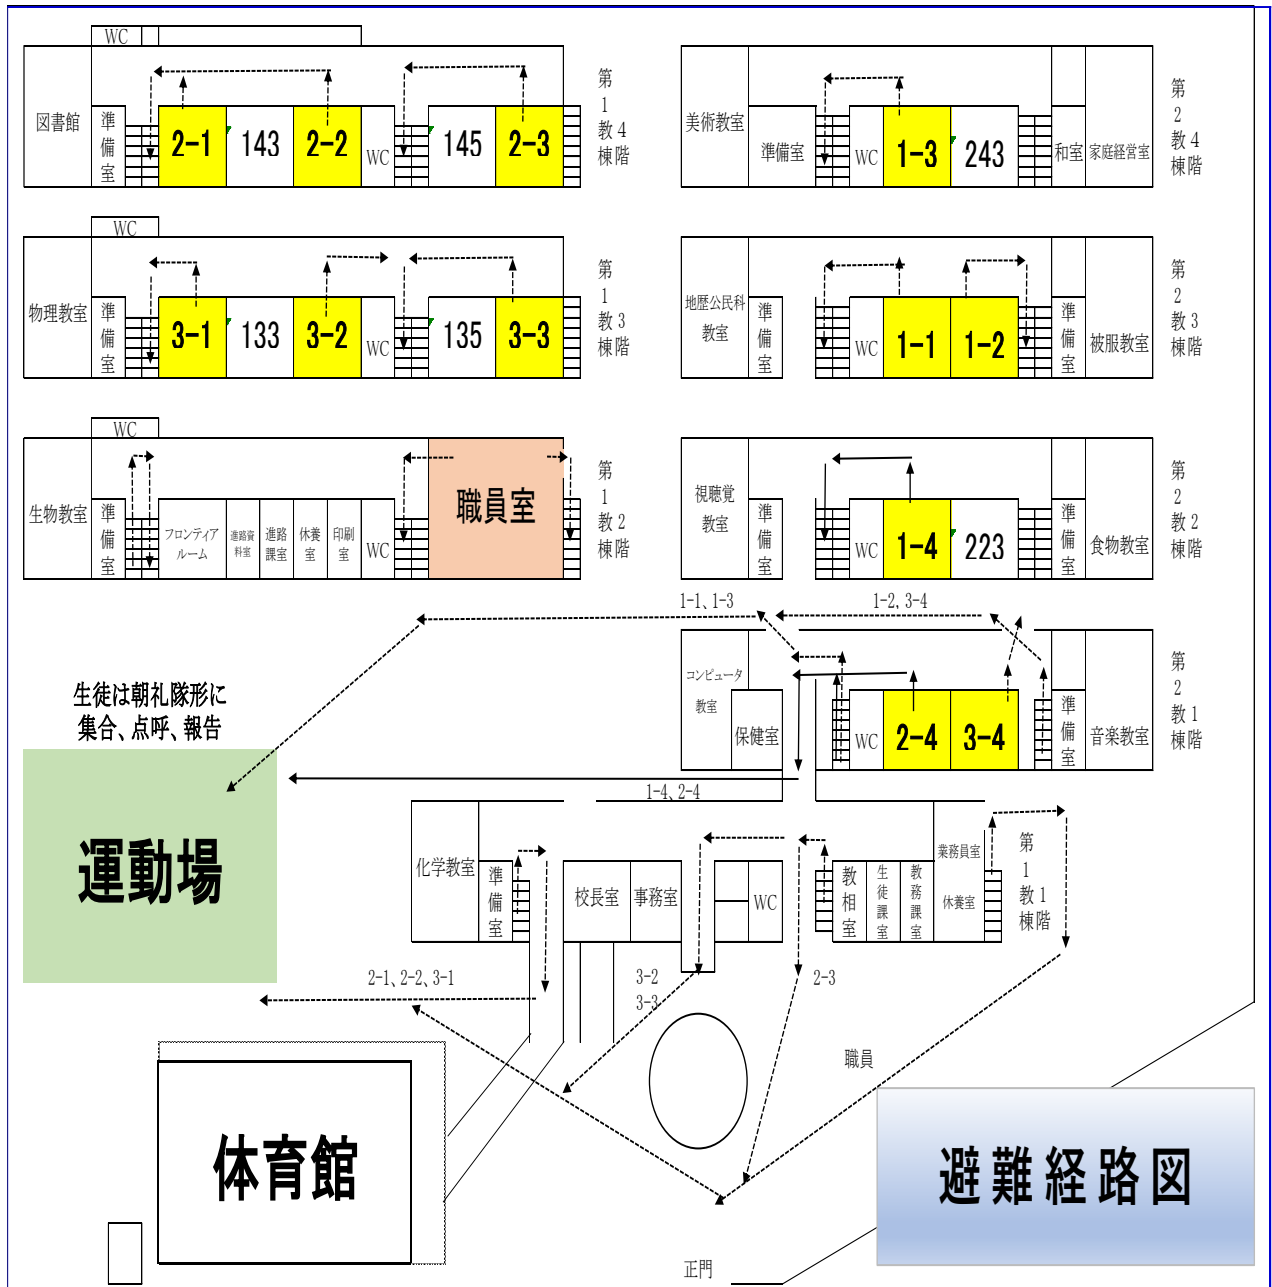 WC
図書館
準備室
2-1
143
2-2
WC
145
2-3
第1教4
棟階
美術教室
準備室
WC
1-3
243
和室
家庭経営室
第2教4
棟階
WC
物理教室
準備室
3-1
133
3-2
WC
135
3-3
第1教3
棟階
地歴公民科
教室
準備室
WC
1-1
1-2
準備室
被服教室
第2教3
棟階
WC
生物教室
準備室
フロンティア
ルーム
進路資
料室
進路
課室
休養
室
印刷
室
WC
職員室
第1教2
棟階
視聴覚
教室
準備室
WC
1-4
223
準備室
食物教室
第2教2
棟階
1-1、1-3
1-2、3-4
コンピュータ
教室
保健室
WC
2-4
3-4
準備室
音楽教室
第2教1
棟階
生徒は朝礼隊形に
集合、点呼、報告
運動場
1-4、2-4
化学教室
準備室
校長室
事務室
WC
教相室
生徒課室
教務課室
業務員室
休養室
第1教1
棟階
2-1、2-2、3-1
3-2
3-3
2-3
職員
体育館
避難経路図
正門